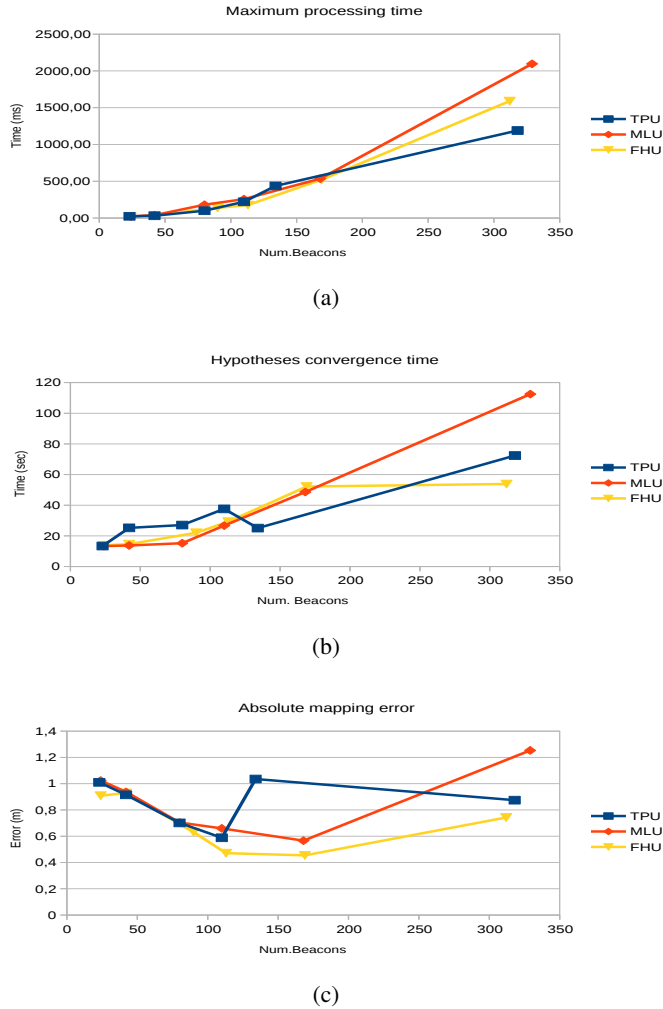 Maximum processing time
2500,00
2000,00
1500,00
1000,00
500,00
0,00
Time (ms)
0 50 100 150 200 250 300 350
Num.Beacons
TPU
MLU
FHU
(a)
Hypotheses convergence time
120
100
80
60
40
20
0
Time (sec)
0 50 100 150 200 250 300 350
Num. Beacons
TPU
MLU
FHU
(b)
Absolute mapping error
1,4
1,2
1
0,8
0,6
0,4
0,2
0
Error (m)
0 50 100 150 200 250 300 350
Num.Beacons
TPU
MLU
FHU
(c)